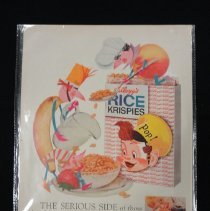 Kellogg's
RICE
KRISPIES
Pop!
THE SERIOUS SIDE of these